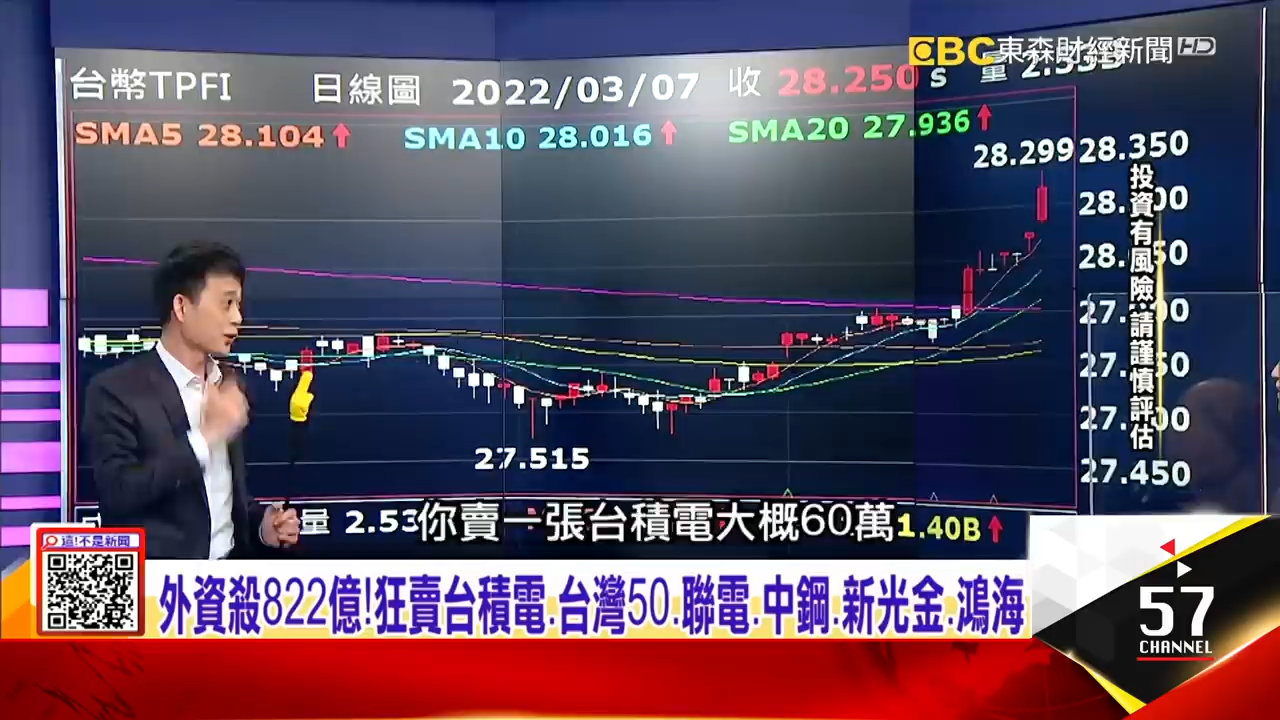 EBC 東森財經新聞 HD
台幣TPFI 日線圖 2022/03/07 收 28.250 s 量
SMA5 28.104↑ SMA10 28.016↑ SMA20 27.936↑
28.299
28.350
27.450
27.515
投資有風險 請謹慎評估
量 2.53
1.40B↑
你賣一張台積電大概60萬
這!不是新聞
外資殺822億!狂賣台積電.台灣50.聯電.中鋼.新光金.鴻海
57
CHANNEL